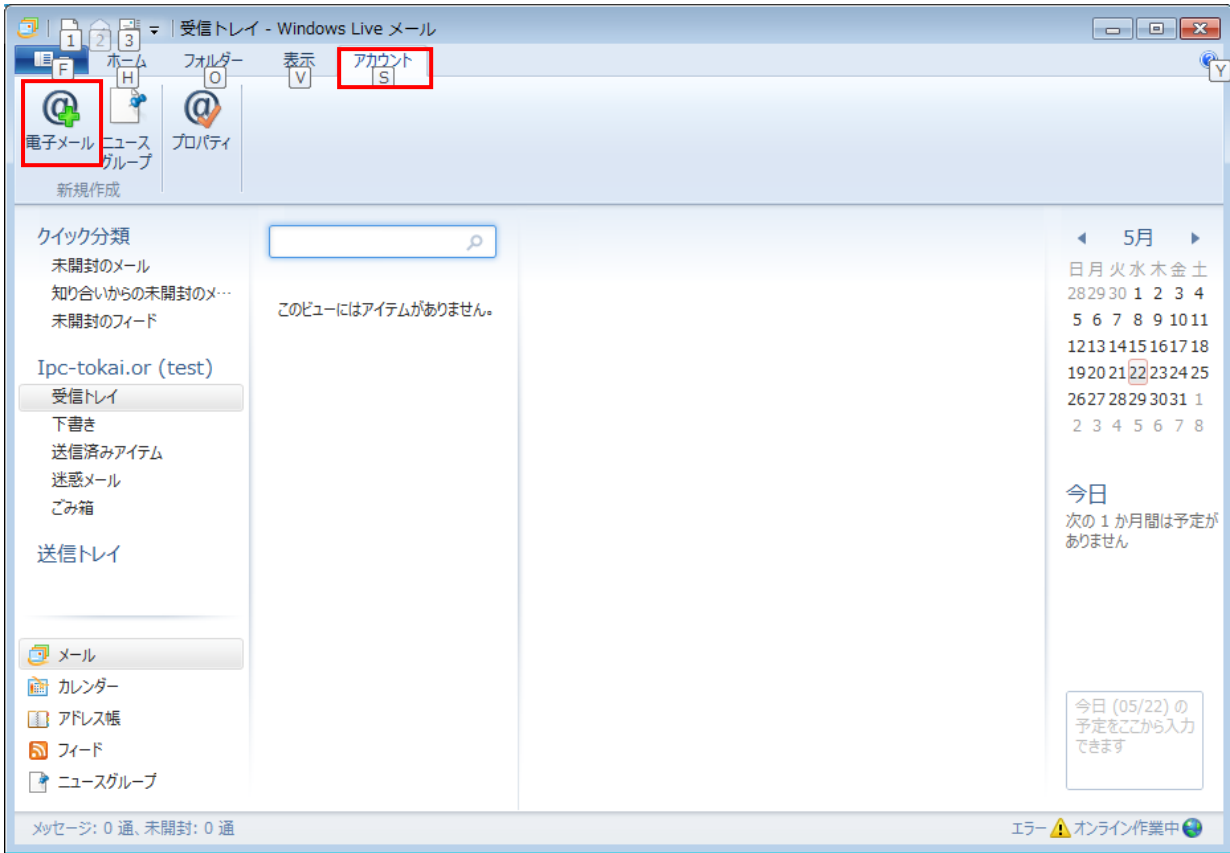 受信トレイ - Windows Live メール
1 2 3
ホーム フォルダー 表示 アカウント
F H O V S Y
電子メール ニュース グループ プロパティ
新規作成
クイック分類
未開封のメール
知り合いからの未開封のメ…
未開封のフィード
Ipc-tokai.or (test)
受信トレイ
下書き
送信済みアイテム
迷惑メール
ごみ箱
送信トレイ
メール
カレンダー
アドレス帳
フィード
ニュースグループ
このビューにはアイテムがありません。
5月
日 月 火 水 木 金 土
28 29 30 1 2 3 4
5 6 7 8 9 10 11
12 13 14 15 16 17 18
19 20 21 22 23 24 25
26 27 28 29 30 31 1
2 3 4 5 6 7 8
今日
次の 1 か月間は予定が
ありません
今日 (05/22) の
予定をここから入力
できます
メッセージ: 0 通、未開封: 0 通
エラー オンライン作業中